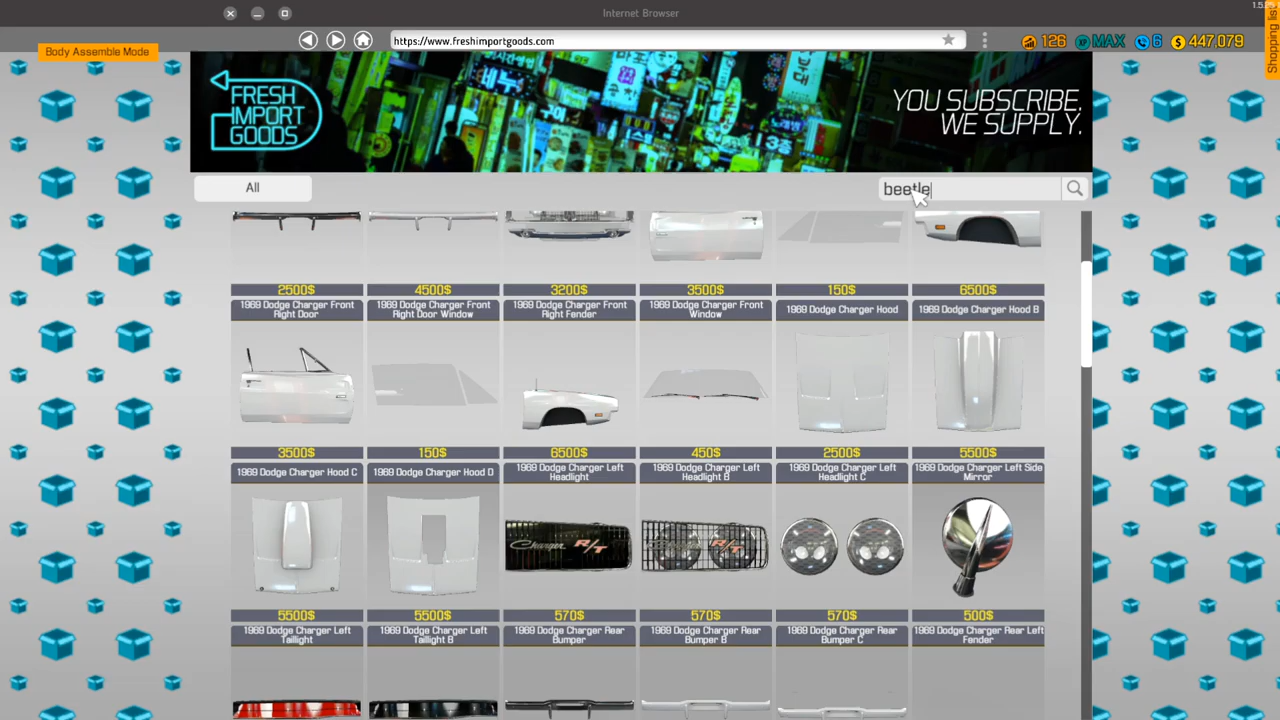 Internet Browser
1.5.
Body Assemble Mode
https://www.freshimportgoods.com
126
MAX
6
447,079
Shopping list
FRESH
IMPORT
GOODS
YOU SUBSCRIBE.
WE SUPPLY.
All
beetle
2500$
4500$
3200$
3500$
150$
6500$
1969 Dodge Charger Front
Right Door
1969 Dodge Charger Front
Right Door Window
1969 Dodge Charger Front
Right Fender
1969 Dodge Charger Front
Window
1969 Dodge Charger Hood
1969 Dodge Charger Hood B
3500$
150$
6500$
450$
2500$
5500$
1969 Dodge Charger Hood C
1969 Dodge Charger Hood D
1969 Dodge Charger Left
Headlight
1969 Dodge Charger Left
Headlight B
1969 Dodge Charger Left
Headlight C
1969 Dodge Charger Left Side
Mirror
Charger R/T
Charger R/T
5500$
5500$
570$
570$
570$
500$
1969 Dodge Charger Left
Taillight
1969 Dodge Charger Left
Taillight B
1969 Dodge Charger Rear
Bumper
1969 Dodge Charger Rear
Bumper B
1969 Dodge Charger Rear
Bumper C
1969 Dodge Charger Rear Left
Fender